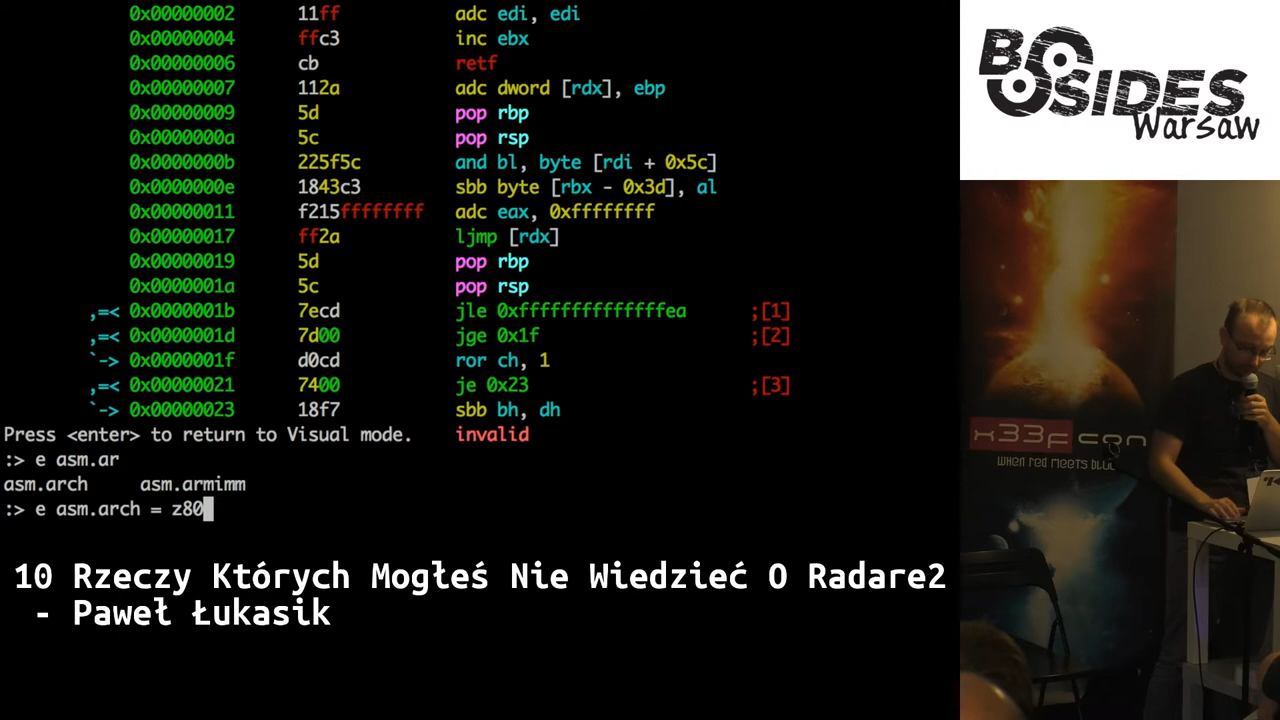 0x00000002 11ff adc edi, edi
0x00000004 ffc3 inc ebx
0x00000006 cb retf
0x00000007 112a adc dword [rdx], ebp
0x00000009 5d pop rbp
0x0000000a 5c pop rsp
0x0000000b 225f5c and bl, byte [rdi + 0x5c]
0x0000000e 1843c3 sbb byte [rbx - 0x3d], al
0x00000011 f215ffffffff adc eax, 0xffffffff
0x00000017 ff2a ljmp [rdx]
0x00000019 5d pop rbp
0x0000001a 5c pop rsp
,=< 0x0000001b 7ecd jle 0xffffffffffffffea ;[1]
,=< 0x0000001d 7d00 jge 0x1f ;[2]
`-> 0x0000001f d0cd ror ch, 1
,=< 0x00000021 7400 je 0x23 ;[3]
`-> 0x00000023 18f7 sbb bh, dh
Press <enter> to return to Visual mode. invalid
:> e asm.ar
asm.arch asm.armimm
:> e asm.arch = z80
10 Rzeczy Których Mogłeś Nie Wiedzieć O Radare2
- Paweł Łukasik
BSIDES
Warsaw
x33fcon
WHEN RED MEETS BLUE